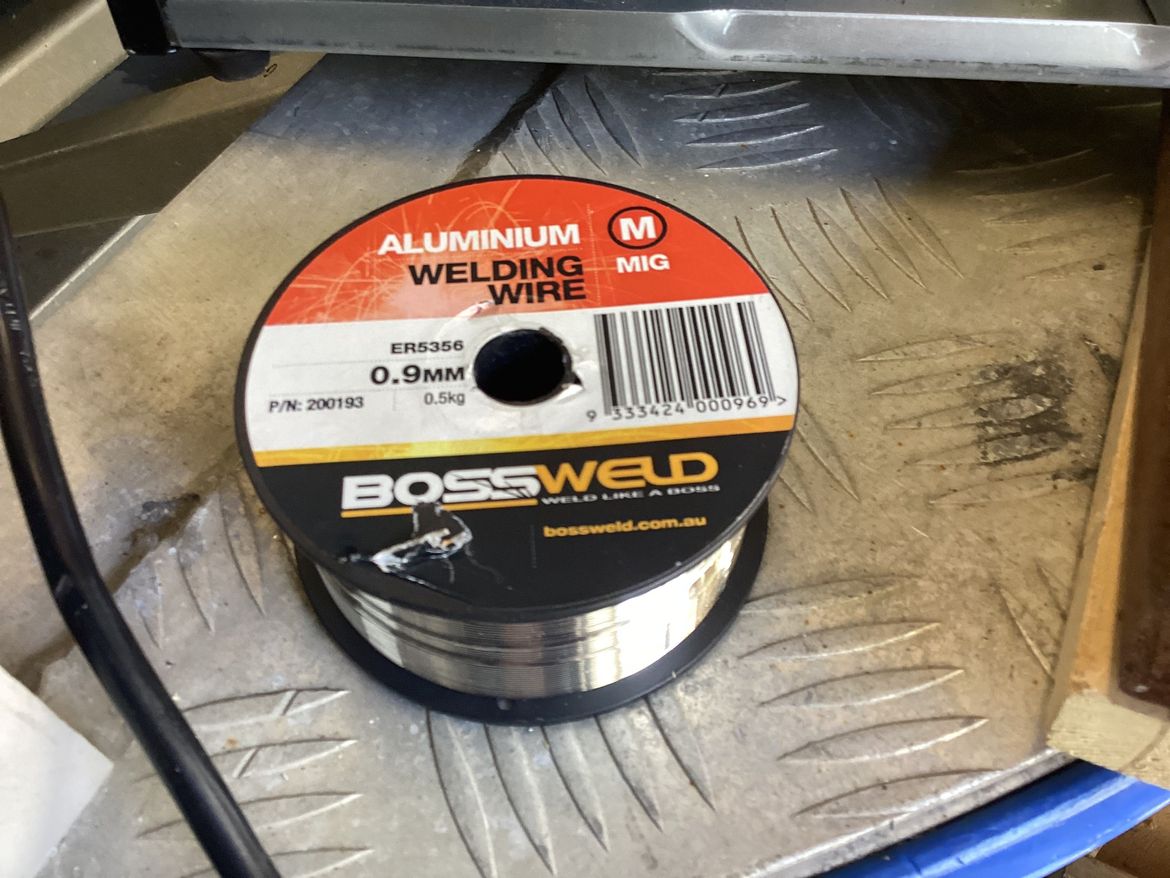 ALUMINIUM
M
WELDING
WIRE
MIG
ER5356
0.9MM
P/N: 200193
0.5kg
9 333424 000969 >
BOSSWELD
WELD LIKE A BOSS
bossweld.com.au